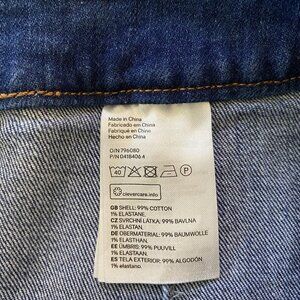 Made in China
Fabricado em China
Fabriqué en Chine
Hecho en China
O/N 796080
P/N 0418406 4
40
P
clevercare.info
GB SHELL: 99% COTTON
1% ELASTANE.
CZ SVRCHNÍ LÁTKA: 99% BAVLNA
1% ELASTAN.
DE OBERMATERIAL: 99% BAUMWOLLE
1% ELASTHAN.
EE ÜMBRIS: 99% PUUVILL
1% ELASTAAN.
ES TELA EXTERIOR: 99% ALGODÓN
1% elastano.